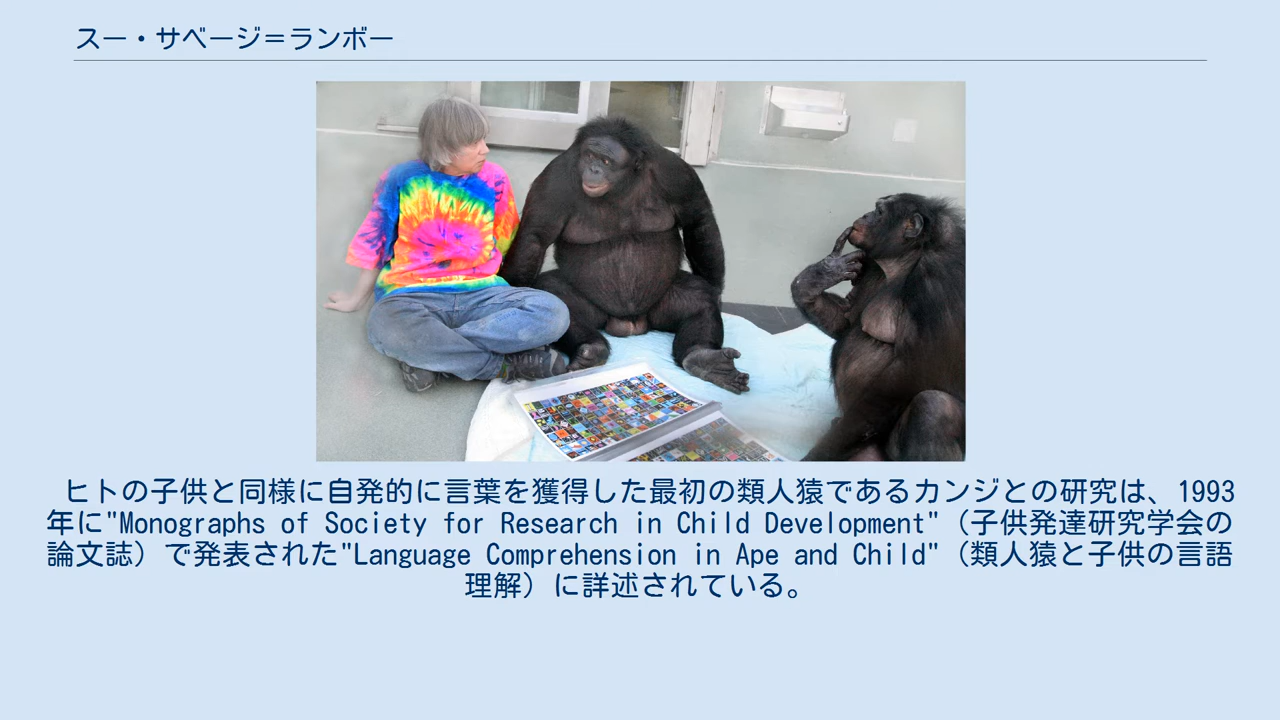 スー・サベージ＝ランボー
ヒトの子供と同様に自発的に言葉を獲得した最初の類人猿であるカンジとの研究は、1993
年に"Monographs of Society for Research in Child Development"（子供発達研究学会の
論文誌）で発表された"Language Comprehension in Ape and Child"（類人猿と子供の言語
理解）に詳述されている。